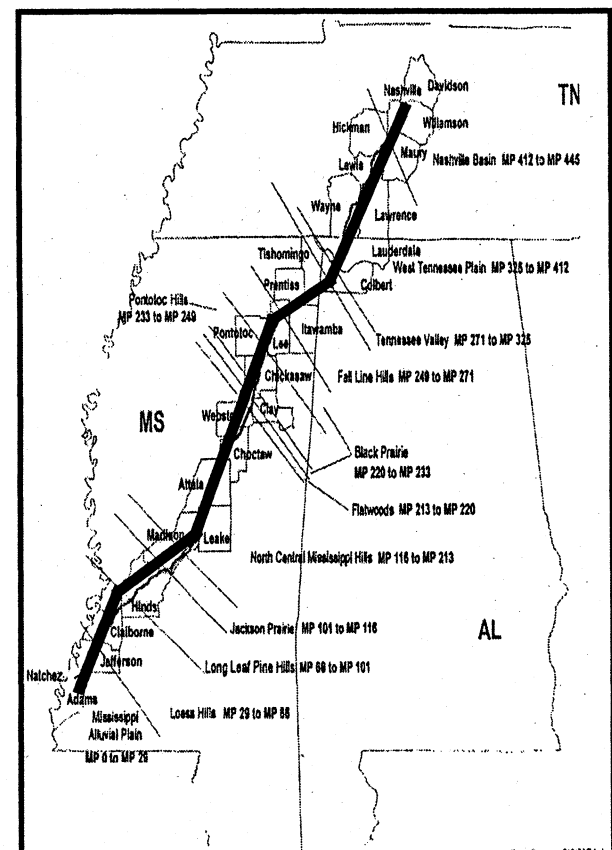 Davidson
Nashville
TN
Hickman
Williamson
Maury
Nashville Basin MP 412 to MP 445
Lewis
Wayne
Lawrence
Tishomingo
Lauderdale
West Tennessee Plain MP 325 to MP 412
Prentiss
Colbert
Pontotoc Hills
MP 233 to MP 249
Itawamba
Pontotoc
Tennessee Valley MP 271 to MP 325
Lee
Chickasaw
Fall Line Hills MP 249 to MP 271
MS
Webster
Clay
Choctaw
Black Prairie
MP 220 to MP 233
Attala
Flatwoods MP 213 to MP 220
Madison
Leake
North Central Mississippi Hills MP 116 to MP 213
Hinds
Jackson Prairie MP 101 to MP 116
AL
Claiborne
Jefferson
Long Leaf Pine Hills MP 66 to MP 101
Natchez
Adams
Loess Hills MP 29 to MP 66
Mississippi
Alluvial Plain
MP 0 to MP 29